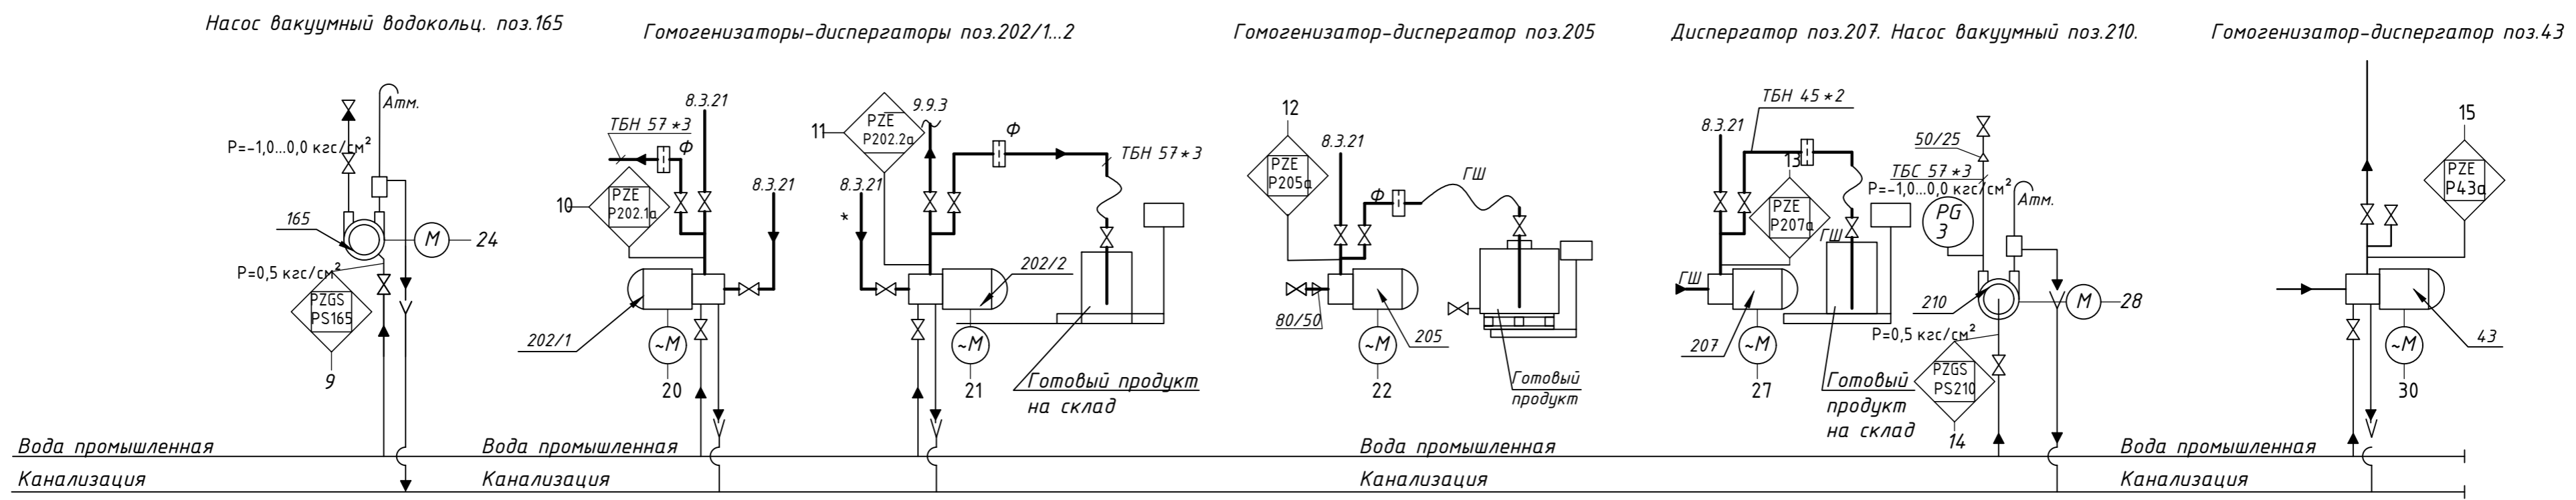 Насос вакуумный водокольц. поз.165
Гомогенизаторы-диспергаторы поз.202/1...2
Гомогенизатор-диспергатор поз.205
Диспергатор поз.207. Насос вакуумный поз.210.
Гомогенизатор-диспергатор поз.43
Атм.
P=-1,0...0,0 кгс/см²
165
M
24
P=0,5 кгс/см²
PZGS
PS165
9
8.3.21
ТБН 57*3
Ф
PZE
P202.1а
10
8.3.21
202/1
~M
20
11
PZE
P202.2а
9.9.3
8.3.21
*
Ф
ТБН 57*3
202/2
~M
21
Готовый продукт
на склад
12
PZE
P205а
8.3.21
Ф
ГШ
80/50
205
~M
22
Готовый
продукт
ТБН 45*2
8.3.21
13
PZE
P207а
ГШ
ГШ
207
~M
27
Готовый
продукт
на склад
50/25
ТБС 57*3
P=-1,0...0,0 кгс/см²
PG
3
Атм.
210
M
28
P=0,5 кгс/см²
PZGS
PS210
14
15
PZE
P43а
43
~M
30
Вода промышленная
Вода промышленная
Вода промышленная
Вода промышленная
Канализация
Канализация
Канализация
Канализация